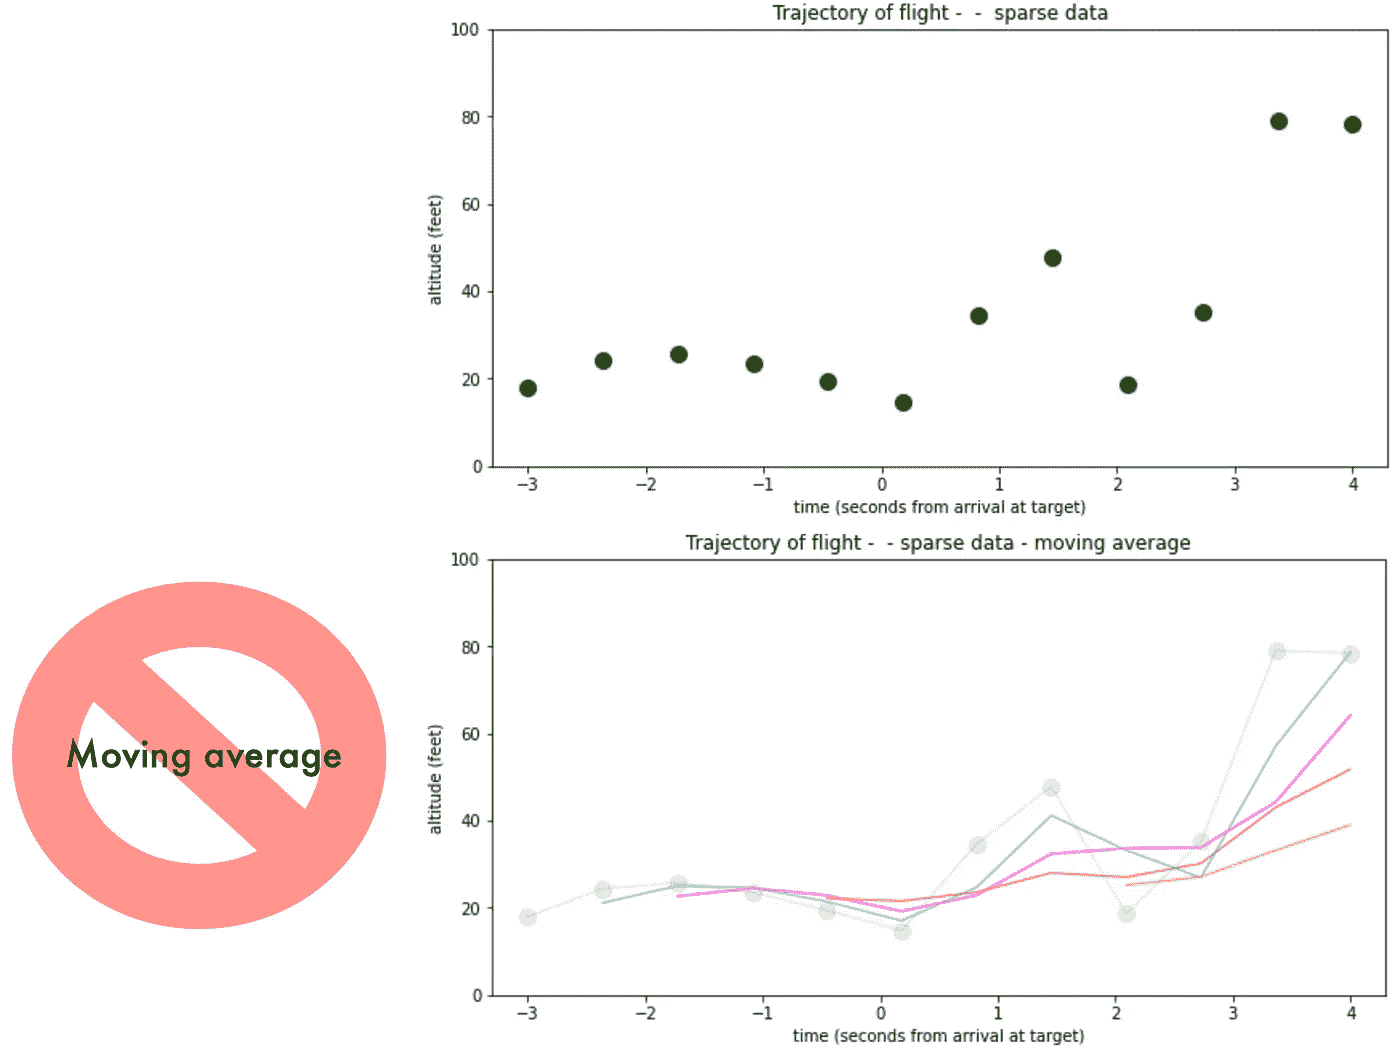 Trajectory of flight - - sparse data
100
80
60
40
20
0
altitude (feet)
−3 −2 −1 0 1 2 3 4
time (seconds from arrival at target)
Trajectory of flight - - sparse data - moving average
100
80
60
40
20
0
altitude (feet)
Moving average
−3 −2 −1 0 1 2 3 4
time (seconds from arrival at target)